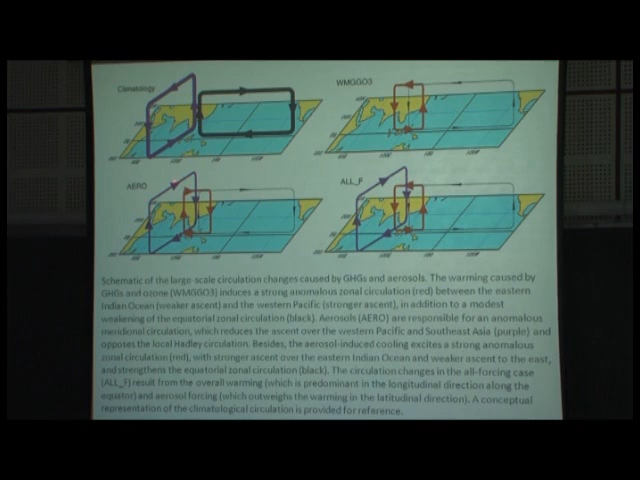 Climatology
WMGGO3
AERO
ALL_F
Schematic of the large-scale circulation changes caused by GHGs and aerosols. The warming caused by
GHGs and ozone (WMGGO3) induces a strong anomalous zonal circulation (red) between the eastern
Indian Ocean (weaker ascent) and the western Pacific (stronger ascent), in addition to a modest
weakening of the equatorial zonal circulation (black). Aerosols (AERO) are responsible for an anomalous
meridional circulation, which reduces the ascent over the western Pacific and Southeast Asia (purple) and
opposes the local Hadley circulation. Besides, the aerosol-induced cooling excites a strong anomalous
zonal circulation (red), with stronger ascent over the eastern Indian Ocean and weaker ascent to the east,
and strengthens the equatorial zonal circulation (black). The circulation changes in the all-forcing case
(ALL_F) result from the overall warming (which is predominant in the longitudinal direction along the
equator) and aerosol forcing (which outweighs the warming in the latitudinal direction). A conceptual
representation of the climatological circulation is provided for reference.